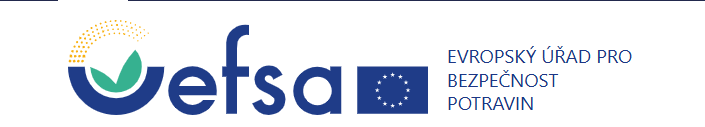 efsa
EVROPSKÝ ÚŘAD PRO
BEZPEČNOST
POTRAVIN